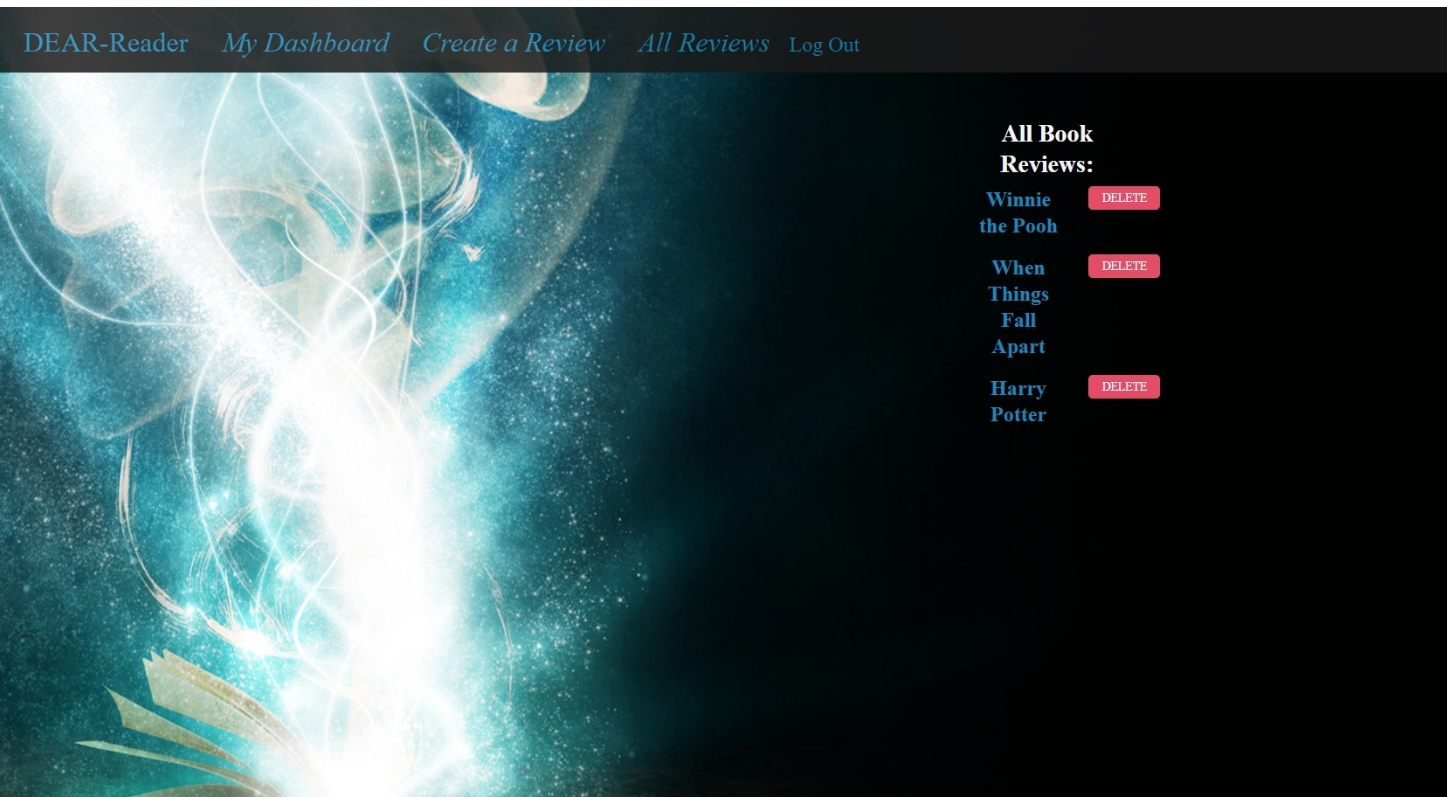 DEAR-Reader My Dashboard Create a Review All Reviews Log Out
All Book
Reviews:
Winnie DELETE
the Pooh
When DELETE
Things
Fall
Apart
Harry DELETE
Potter